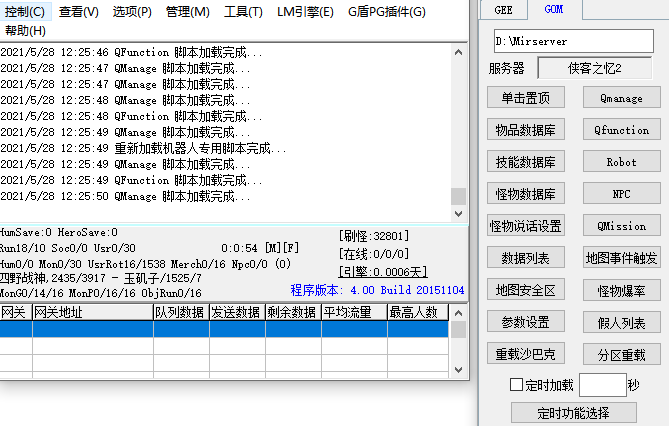 控制(C) 查看(V) 选项(P) 管理(M) 工具(T) LM引擎(E) G盾PG插件(G)
帮助(H)
2021/5/28 12:25:46 QFunction 脚本加载完成...
2021/5/28 12:25:47 QManage 脚本加载完成...
2021/5/28 12:25:47 QManage 脚本加载完成...
2021/5/28 12:25:48 QManage 脚本加载完成...
2021/5/28 12:25:48 QFunction 脚本加载完成...
2021/5/28 12:25:49 QManage 脚本加载完成...
2021/5/28 12:25:49 重新加载机器人专用脚本完成...
2021/5/28 12:25:49 QManage 脚本加载完成...
2021/5/28 12:25:49 QFunction 脚本加载完成...
2021/5/28 12:25:50 QManage 脚本加载完成...
HumSave:0 HeroSave:0
[刷怪:32801]
Run18/10 Soc0/0 Usr0/30 0:0:54 [M][F]
[在线:0/0/0]
Hum0/0 Mon0/30 UsrRot16/1538 Merch0/16 Npc0/0 (0)
[引擎:0.0006天]
四野战神,2435/3917 - 玉矶子/1525/7
程序版本: 4.00 Build 20151104
MonG0/14/16 MonP0/16/16 ObjRun0/16
网关 网关地址 队列数据 发送数据 剩余数据 平均流量 最高人数
GEE GOM
D:\Mirserver
服务器 侠客之忆2
单击置顶 Qmanage
物品数据库 Qfunction
技能数据库 Robot
怪物数据库 NPC
怪物说话设置 QMission
数据列表 地图事件触发
地图安全区 怪物爆率
参数设置 假人列表
重载沙巴克 分区重载
定时加载 秒
定时功能选择